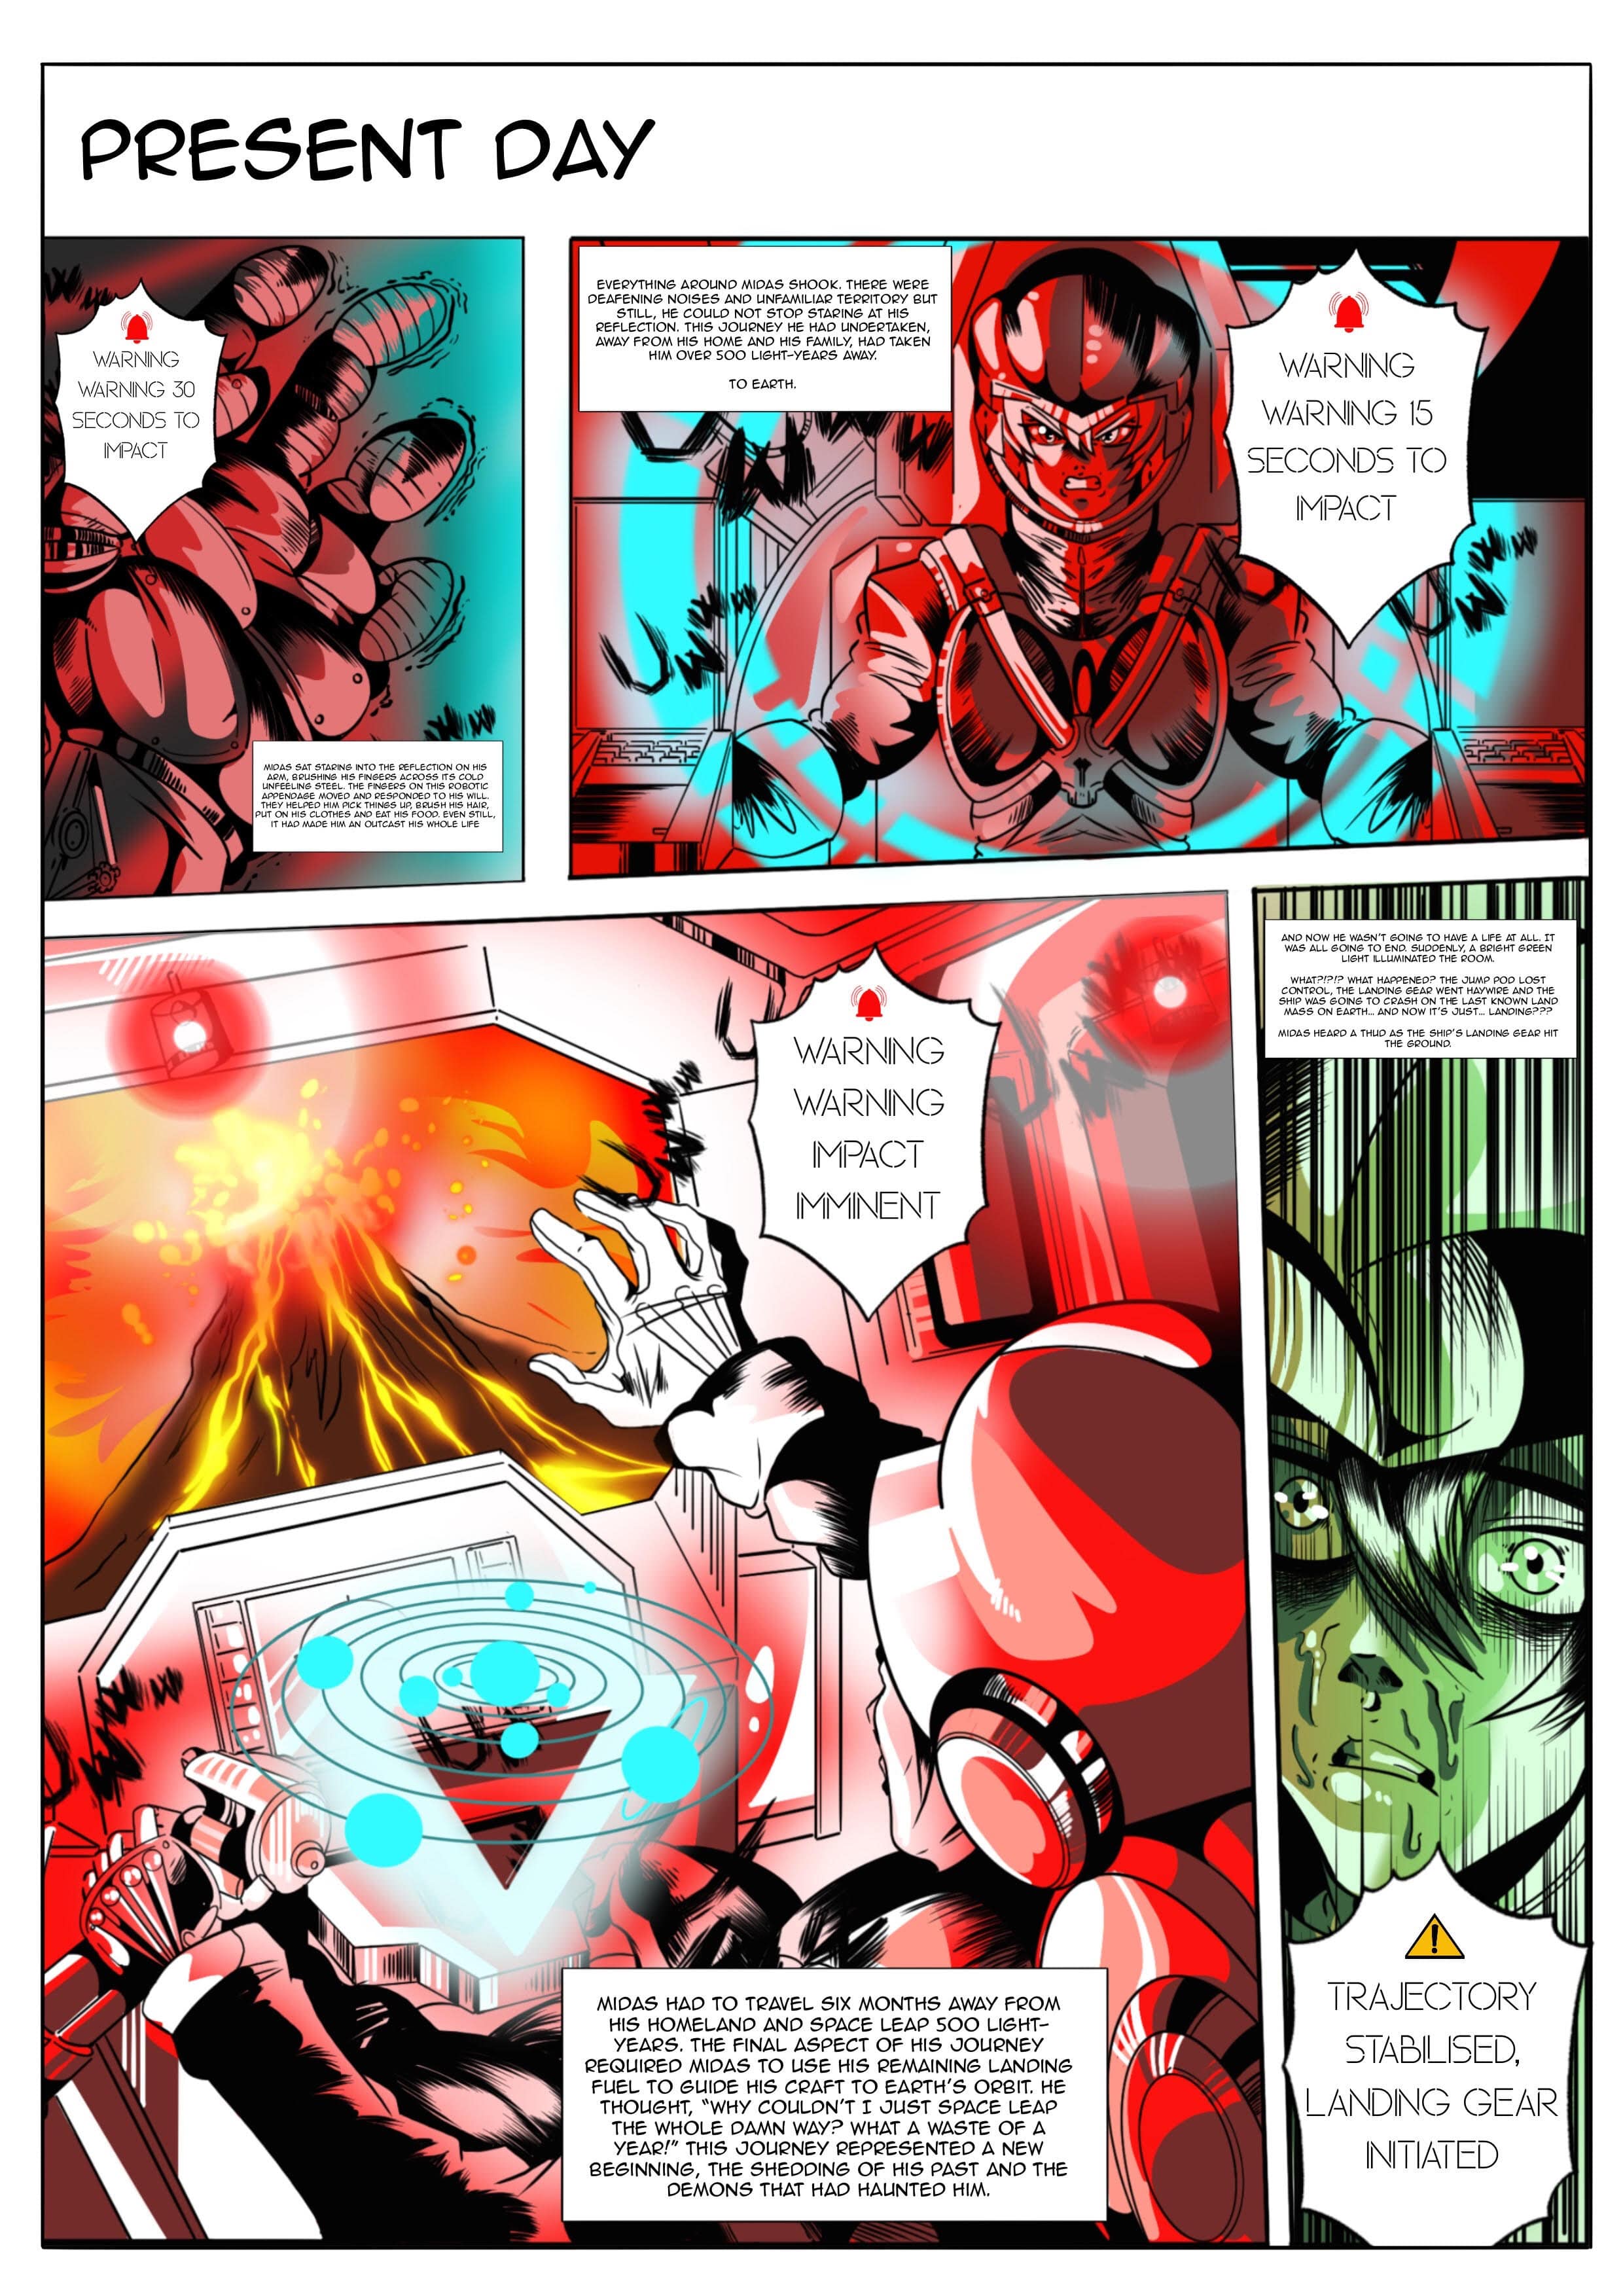 PRESENT DAY
WARNING
WARNING 30
SECONDS TO
IMPACT
MIDAS SAT STARING INTO THE REFLECTION ON HIS
ARM, BRUSHING HIS FINGERS ACROSS ITS COLD
UNFEELING STEEL. THE FINGERS ON THIS ROBOTIC
APPENDAGE MOVED AND RESPONDED TO HIS WILL.
THEY HELPED HIM PICK THINGS UP, BRUSH HIS HAIR,
PUT ON HIS CLOTHES AND EAT HIS FOOD. EVEN STILL,
IT HAD MADE HIM AN OUTCAST HIS WHOLE LIFE
EVERYTHING AROUND MIDAS SHOOK. THERE WERE
DEAFENING NOISES AND UNFAMILIAR TERRITORY BUT
STILL, HE COULD NOT STOP STARING AT HIS
REFLECTION. THIS JOURNEY HE HAD UNDERTAKEN,
AWAY FROM HIS HOME AND HIS FAMILY, HAD TAKEN
HIM OVER 500 LIGHT-YEARS AWAY.
TO EARTH.
WARNING
WARNING 15
SECONDS TO
IMPACT
WARNING
WARNING
IMPACT
IMMINENT
MIDAS HAD TO TRAVEL SIX MONTHS AWAY FROM
HIS HOMELAND AND SPACE LEAP 500 LIGHT-
YEARS. THE FINAL ASPECT OF HIS JOURNEY
REQUIRED MIDAS TO USE HIS REMAINING LANDING
FUEL TO GUIDE HIS CRAFT TO EARTH'S ORBIT. HE
THOUGHT, "WHY COULDN'T I JUST SPACE LEAP
THE WHOLE DAMN WAY? WHAT A WASTE OF A
YEAR!" THIS JOURNEY REPRESENTED A NEW
BEGINNING, THE SHEDDING OF HIS PAST AND THE
DEMONS THAT HAD HAUNTED HIM.
AND NOW HE WASN'T GOING TO HAVE A LIFE AT ALL. IT
WAS ALL GOING TO END. SUDDENLY, A BRIGHT GREEN
LIGHT ILLUMINATED THE ROOM.
WHAT?!?!? WHAT HAPPENED? THE JUMP POD LOST
CONTROL, THE LANDING GEAR WENT HAYWIRE AND THE
SHIP WAS GOING TO CRASH ON THE LAST KNOWN LAND
MASS ON EARTH... AND NOW IT'S JUST... LANDING???
MIDAS HEARD A THUD AS THE SHIP'S LANDING GEAR HIT
THE GROUND.
TRAJECTORY
STABILISED,
LANDING GEAR
INITIATED